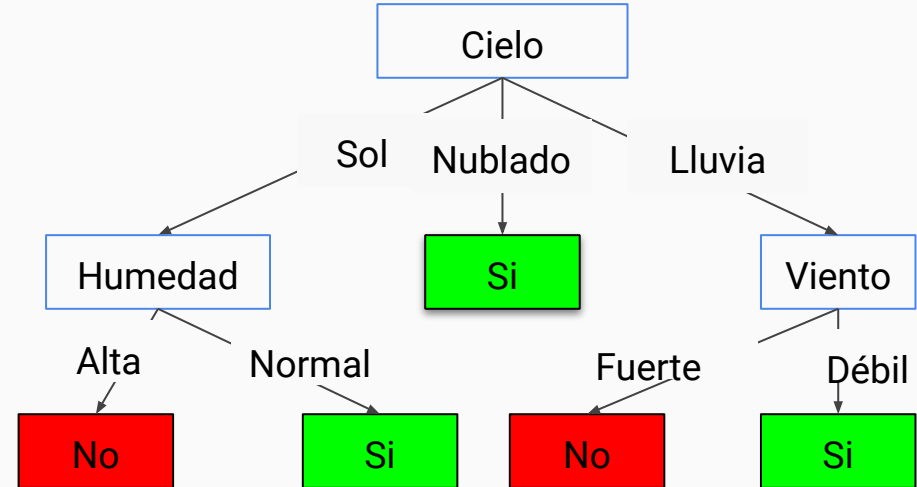 Cielo
Sol
Nublado
Lluvia
Humedad
Si
Viento
Alta
Normal
Fuerte
Débil
No
Si
No
Si